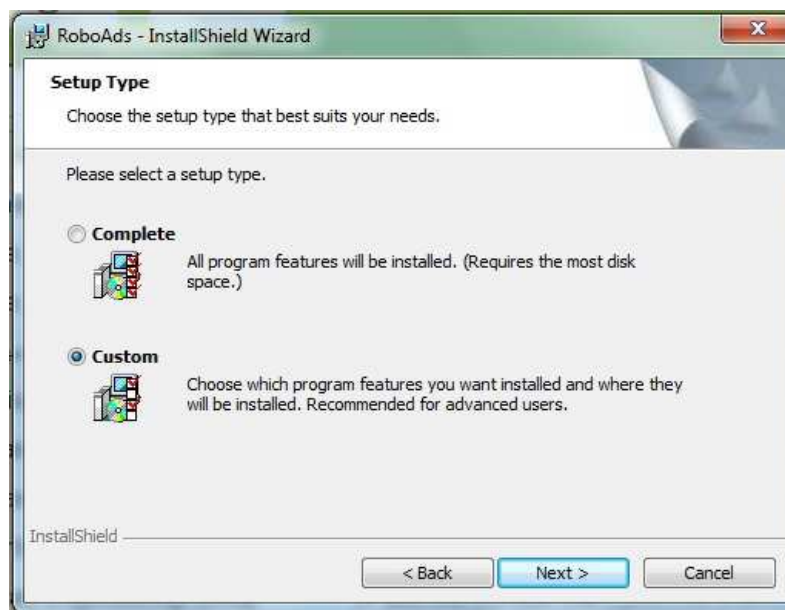 RoboAds - InstallShield Wizard
Setup Type
Choose the setup type that best suits your needs.
Please select a setup type.
Complete
All program features will be installed. (Requires the most disk
space.)
Custom
Choose which program features you want installed and where they
will be installed. Recommended for advanced users.
InstallShield
< Back
Next >
Cancel